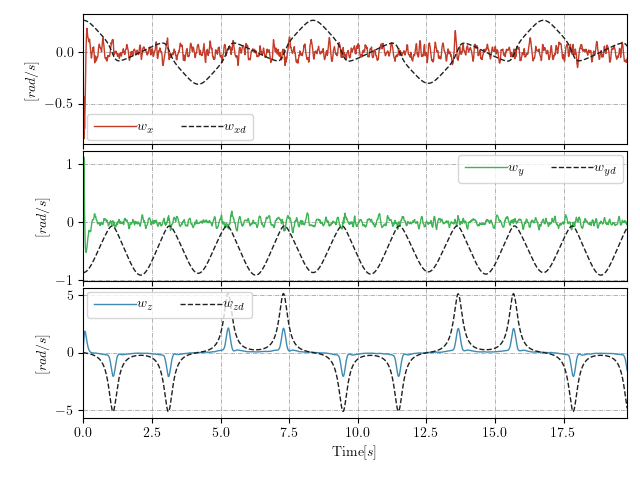 0.0
−0.5
[rad/s]
w_x w_xd
1
0
−1
[rad/s]
w_y w_yd
5
0
−5
[rad/s]
w_z w_zd
0.0 2.5 5.0 7.5 10.0 12.5 15.0 17.5
Time[s]